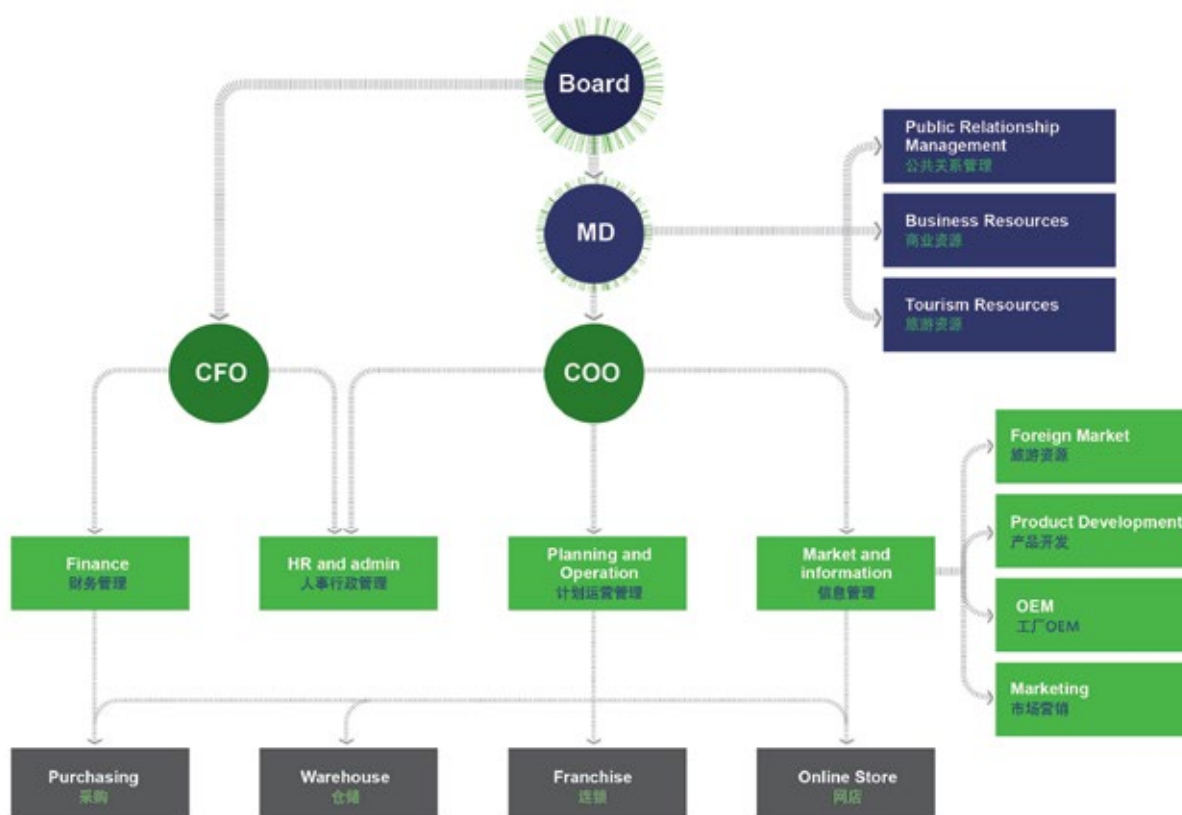 Board
MD
Public Relationship
Management
公共关系管理
Business Resources
商业资源
Tourism Resources
旅游资源
CFO
COO
Foreign Market
旅游资源
Product Development
产品开发
OEM
工厂OEM
Marketing
市场营销
Finance
财务管理
HR and admin
人事行政管理
Planning and
Operation
计划运营管理
Market and
information
信息管理
Purchasing
采购
Warehouse
仓储
Franchise
连锁
Online Store
网店